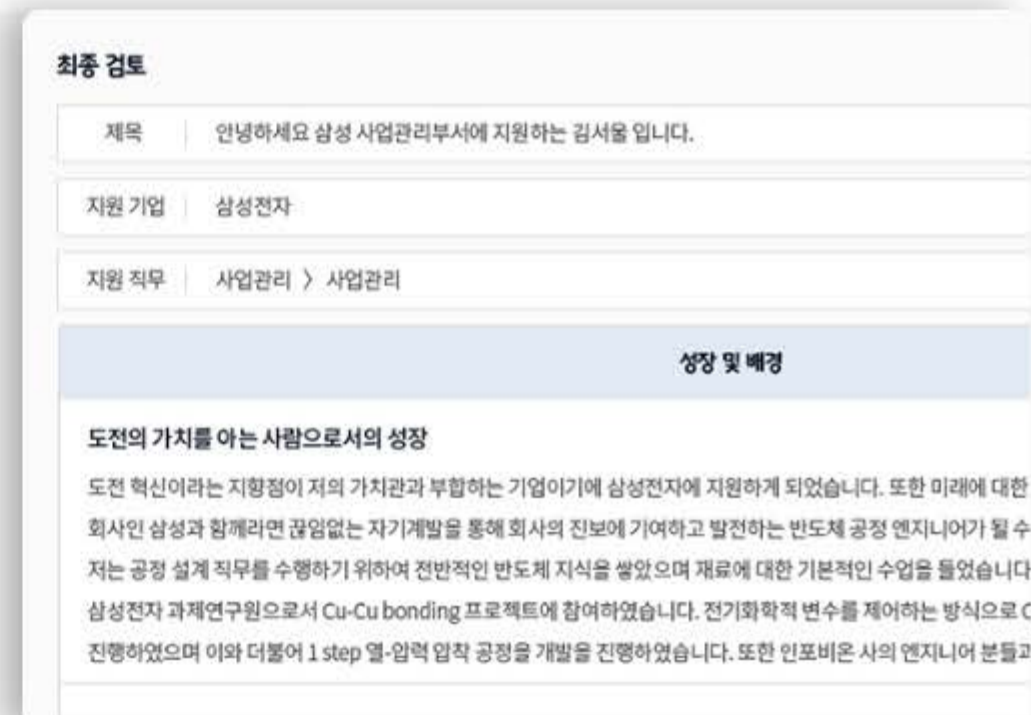 최종 검토
제목 안녕하세요 삼성 사업관리부서에 지원하는 김서울 입니다.
지원 기업 삼성전자
지원 직무 사업관리 〉 사업관리
성장 및 배경
도전의 가치를 아는 사람으로서의 성장
도전 혁신이라는 지향점이 저의 가치관과 부합하는 기업이기에 삼성전자에 지원하게 되었습니다. 또한 미래에 대한
회사인 삼성과 함께라면 끊임없는 자기계발을 통해 회사의 진보에 기여하고 발전하는 반도체 공정 엔지니어가 될 수
저는 공정 설계 직무를 수행하기 위하여 전반적인 반도체 지식을 쌓았으며 재료에 대한 기본적인 수업을 들었습니다
삼성전자 과제연구원으로서 Cu-Cu bonding 프로젝트에 참여하였습니다. 전기화학적 변수를 제어하는 방식으로 C
진행하였으며 이와 더불어 1 step 열-압력 압착 공정을 개발을 진행하였습니다. 또한 인포비온 사의 엔지니어 분들과